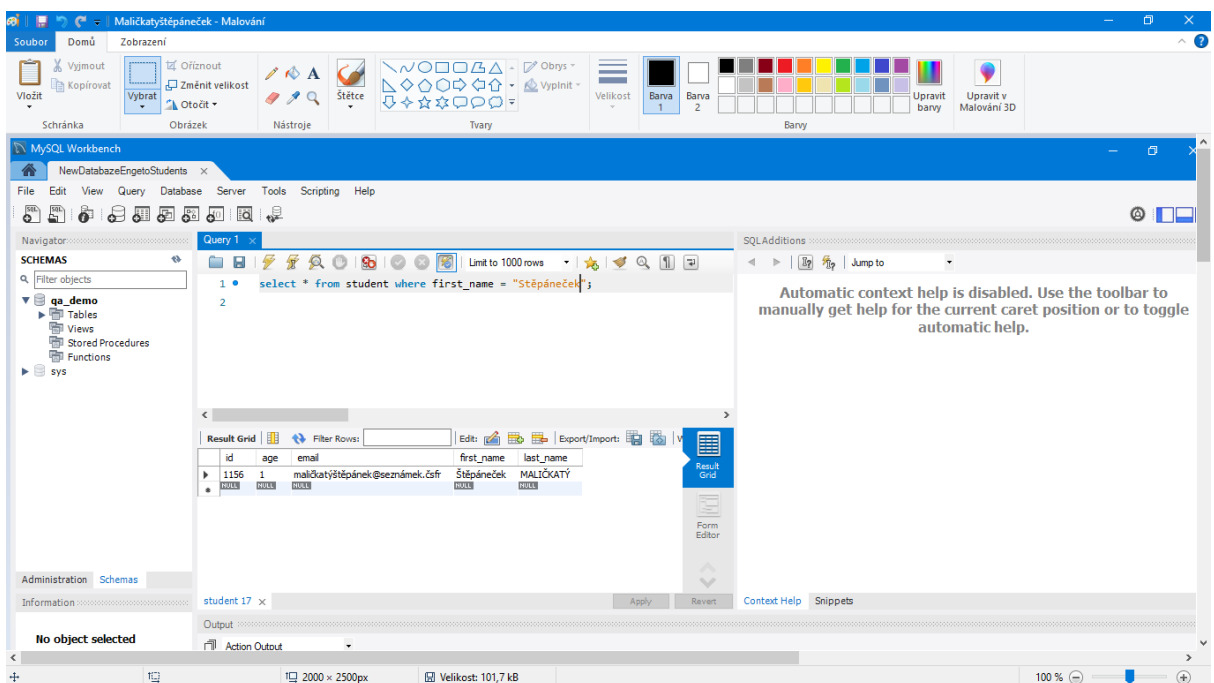 Maličkatyštěpáneček - Malování
Soubor Domů Zobrazení
Vložit
Vyjmout
Kopírovat
Schránka
Vybrat
Oříznout
Změnit velikost
Otočit
Obrázek
A
Nástroje
Štětce
Obrys
Vyplnit
Tvary
Velikost
Barva 1
Barva 2
Upravit barvy
Barvy
Upravit v Malování 3D
MySQL Workbench
NewDatabazeEngetoStudents
File Edit View Query Database Server Tools Scripting Help
Navigator
SCHEMAS
Filter objects
qa_demo
Tables
Views
Stored Procedures
Functions
sys
Administration Schemas
Information
No object selected
Query 1
Limit to 1000 rows
1 select * from student where first_name = "Stěpáneček";
2
Result Grid Filter Rows: Edit: Export/Import:
id age email first_name last_name
1156 1 maličkatýštěpánek@seznámek.čsfr Štěpáneček MALIČKATÝ
NULL NULL NULL NULL NULL
Result Grid
Form Editor
student 17
Apply Revert
Output
Action Output
SQLAdditions
Jump to
Automatic context help is disabled. Use the toolbar to
manually get help for the current caret position or to toggle
automatic help.
Context Help Snippets
2000 × 2500px
Velikost: 101,7 kB
100 %